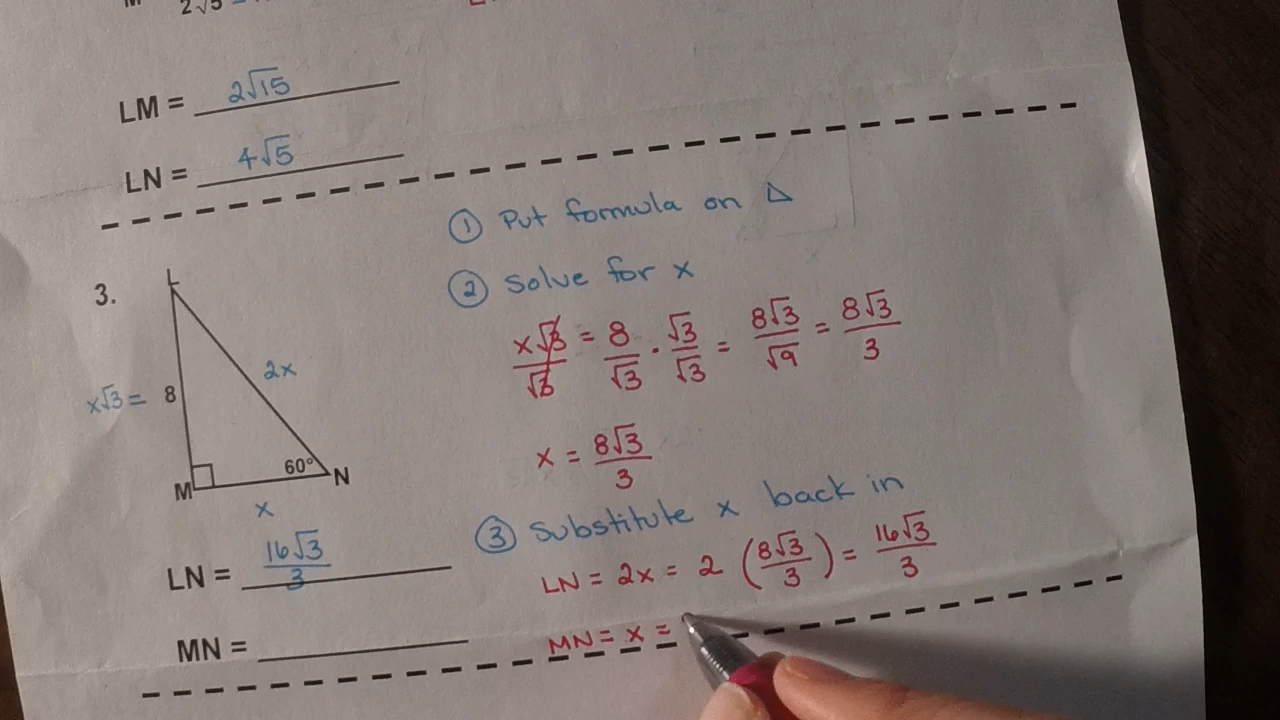 2√5
LM = 2√15
LN = 4√5
① Put formula on △
② Solve for x
3.
L
2x
x√3 = 8
60°
M
N
x
x√3/√3 = 8/√3 · √3/√3 = 8√3/√9 = 8√3/3
x = 8√3/3
③ Substitute x back in
LN = 16√3/3
LN = 2x = 2 (8√3/3) = 16√3/3
MN =
MN = x =